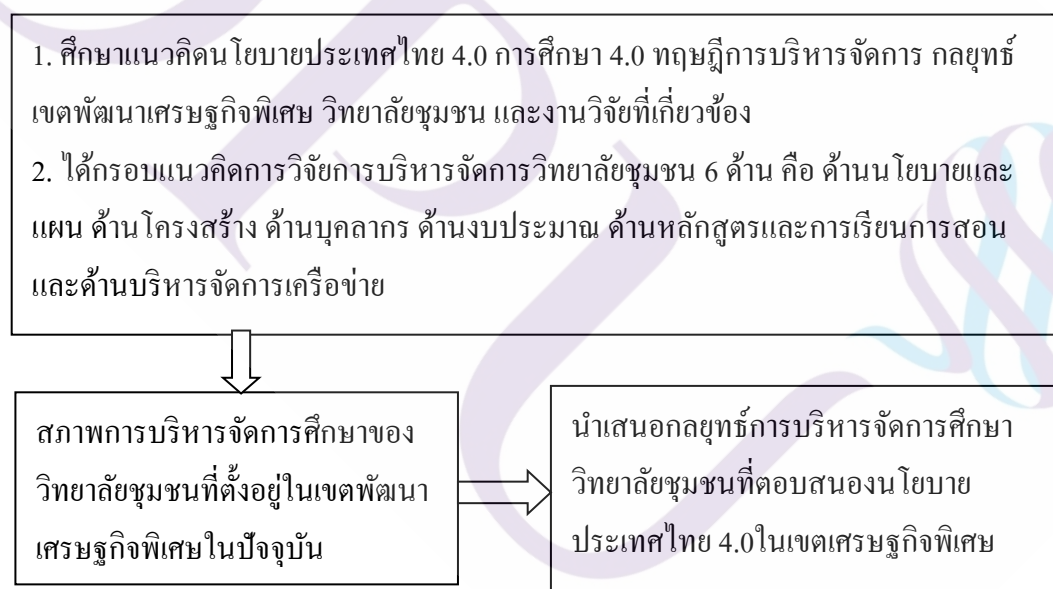 1. ศึกษาแนวคิดนโยบายประเทศไทย 4.0 การศึกษา 4.0 ทฤษฎีการบริหารจัดการ กลยุทธ์
เขตพัฒนาเศรษฐกิจพิเศษ วิทยาลัยชุมชน และงานวิจัยที่เกี่ยวข้อง
2. ได้กรอบแนวคิดการวิจัยการบริหารจัดการวิทยาลัยชุมชน 6 ด้าน คือ ด้านนโยบายและ
แผน ด้านโครงสร้าง ด้านบุคลากร ด้านงบประมาณ ด้านหลักสูตรและการเรียนการสอน
และด้านบริหารจัดการเครือข่าย
สภาพการบริหารจัดการศึกษาของ
วิทยาลัยชุมชนที่ตั้งอยู่ในเขตพัฒนา
เศรษฐกิจพิเศษในปัจจุบัน
นำเสนอกลยุทธ์การบริหารจัดการศึกษา
วิทยาลัยชุมชนที่ตอบสนองนโยบาย
ประเทศไทย 4.0ในเขตเศรษฐกิจพิเศษ